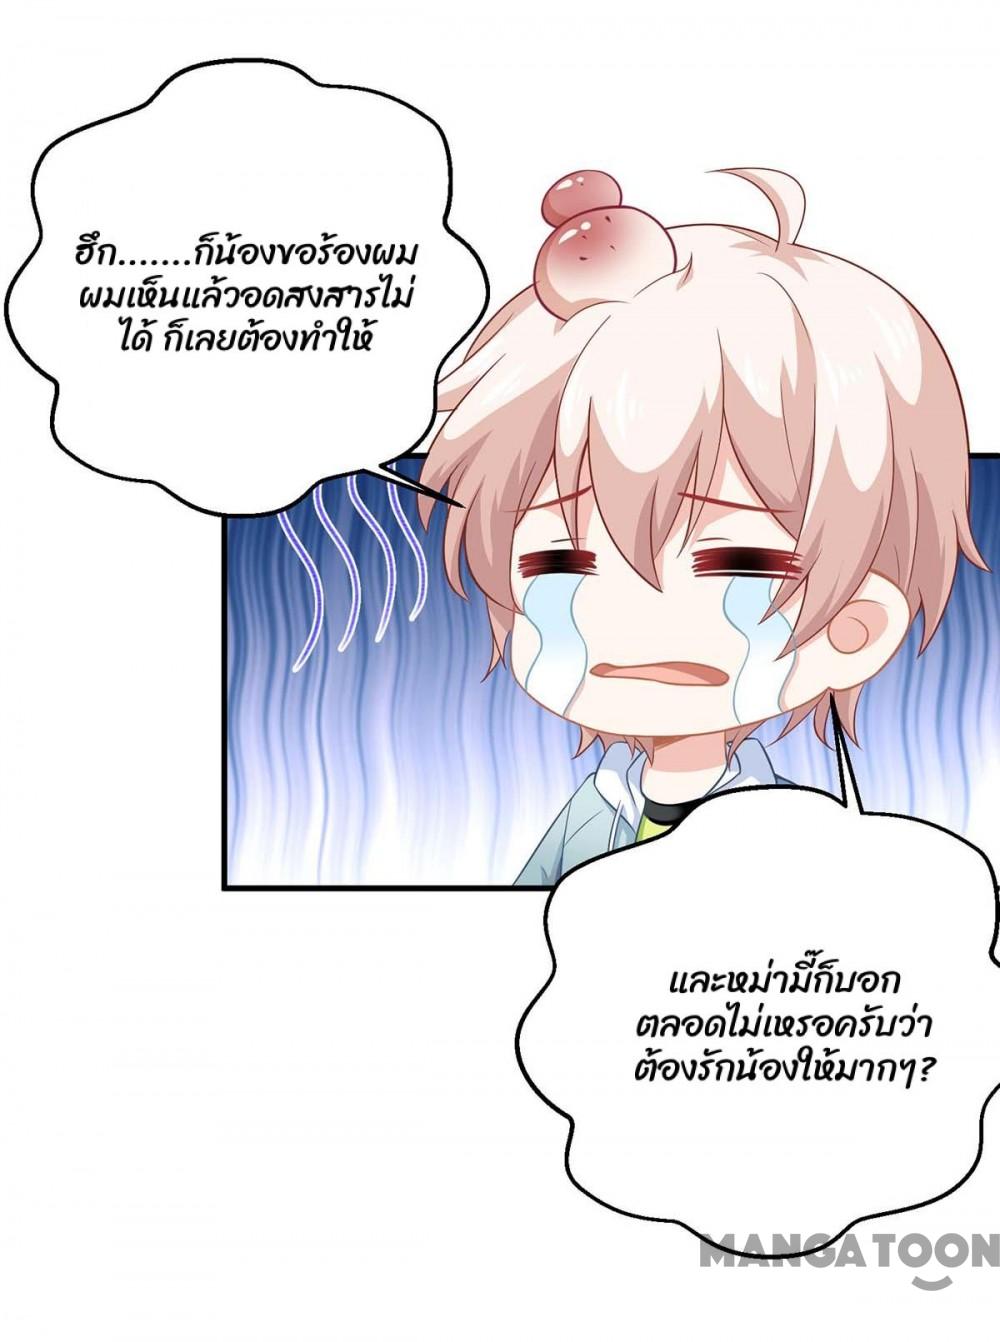 ฮึก.......ก็น้องขอร้องผม
ผมเห็นแล้วอดสงสารไม่
ได้ ก็เลยต้องทำให้
และหม่ามี๊ก็บอก
ตลอดไม่เหรอครับว่า
ต้องรักน้องให้มากๆ?
MANGATOON